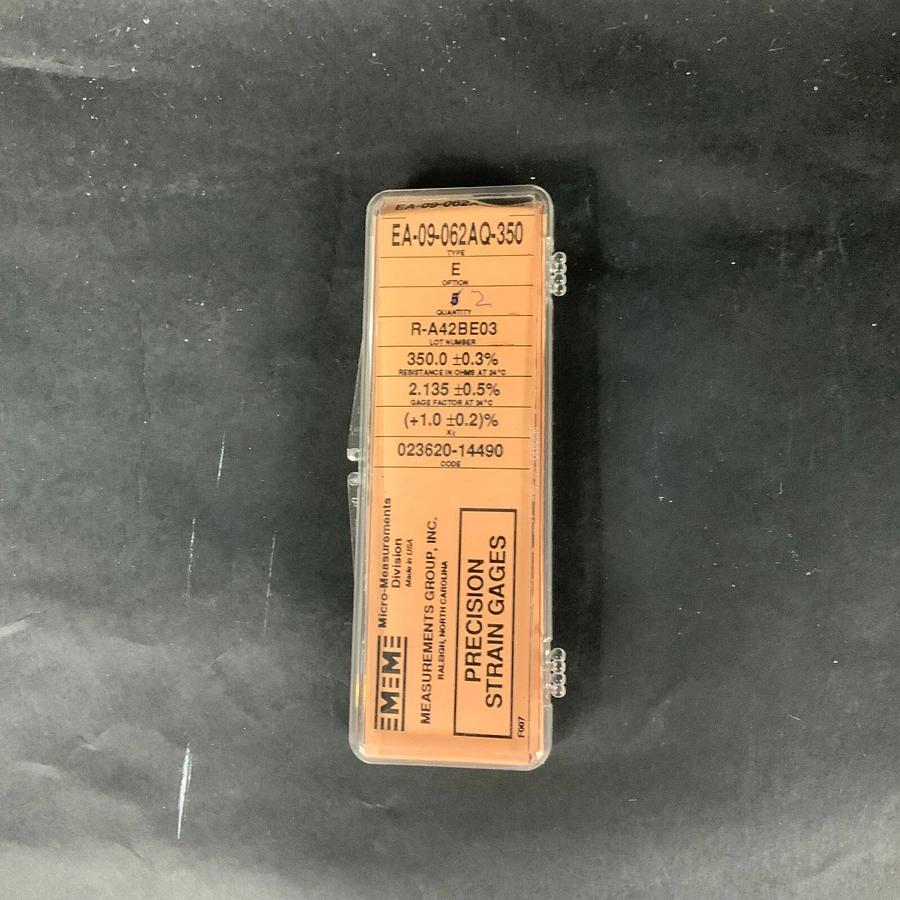 EA-09-062AQ-350
TYPE
E
OPTION
5 2
QUANTITY
R-A42BE03
LOT NUMBER
350.0 ±0.3%
RESISTANCE IN OHMS AT 24°C
2.135 ±0.5%
GAGE FACTOR AT 24°C
(+1.0 ±0.2)%
Kt
023620-14490
CODE
Micro-Measurements
Division
Made in USA
MEASUREMENTS GROUP, INC.
RALEIGH, NORTH CAROLINA
PRECISION
STRAIN GAGES
F007